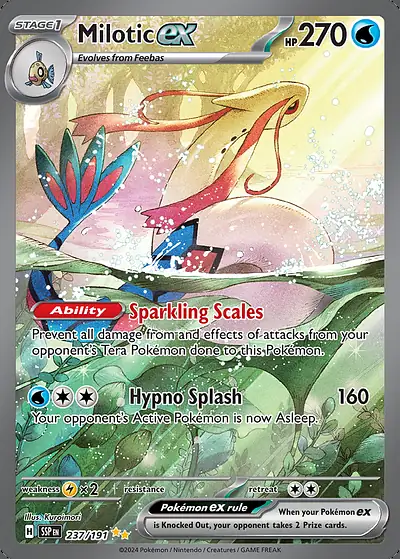 STAGE1 Milotic ex HP 270
Evolves from Feebas
Ability Sparkling Scales
Prevent all damage from and effects of attacks from your
opponent's Tera Pokémon done to this Pokémon.
Hypno Splash 160
Your opponent's Active Pokémon is now Asleep.
weakness ×2 resistance retreat
Illus. Kuroimori
Pokémon ex rule
When your Pokémon ex
is Knocked Out, your opponent takes 2 Prize cards.
H SSP EN 237/191
©2024 Pokémon / Nintendo / Creatures / GAME FREAK